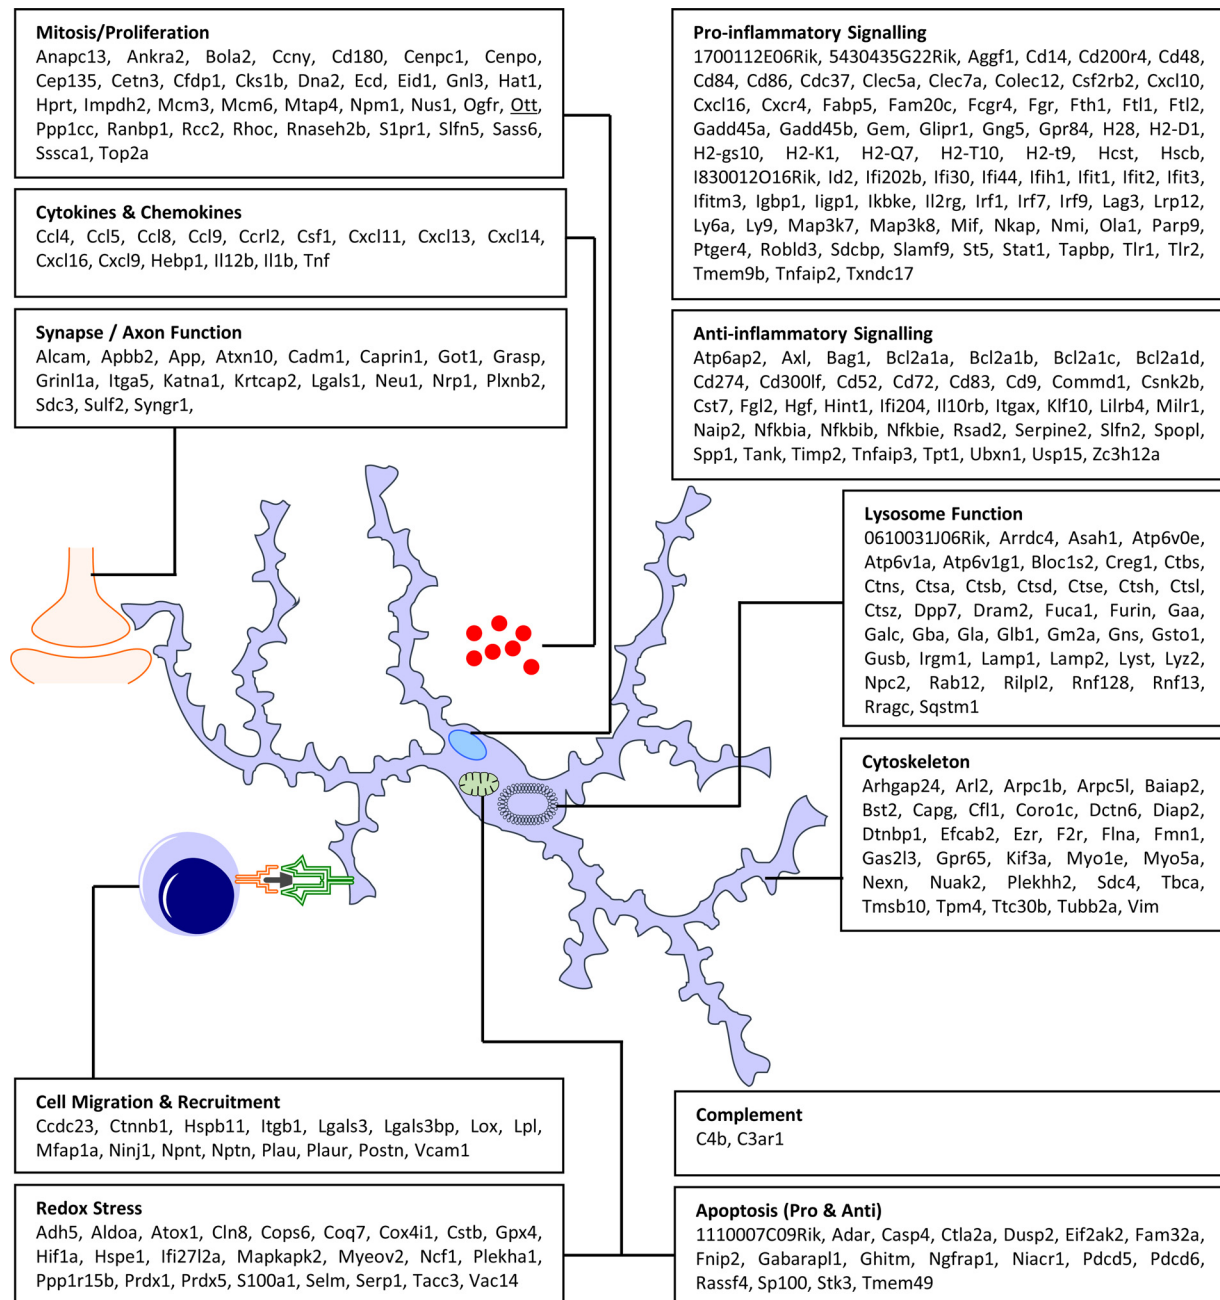 Mitosis/Proliferation
Anapc13, Ankra2, Bola2, Ccny, Cd180, Cenpc1, Cenpo,
Cep135, Cetn3, Cfdp1, Cks1b, Dna2, Ecd, Eid1, Gnl3, Hat1,
Hprt, Impdh2, Mcm3, Mcm6, Mtap4, Npm1, Nus1, Ogfr, Ott,
Ppp1cc, Ranbp1, Rcc2, Rhoc, Rnaseh2b, S1pr1, Slfn5, Sass6,
Sssca1, Top2a
Cytokines & Chemokines
Ccl4, Ccl5, Ccl8, Ccl9, Ccrl2, Csf1, Cxcl11, Cxcl13, Cxcl14,
Cxcl16, Cxcl9, Hebp1, Il12b, Il1b, Tnf
Synapse / Axon Function
Alcam, Apbb2, App, Atxn10, Cadm1, Caprin1, Got1, Grasp,
Grinl1a, Itga5, Katna1, Krtcap2, Lgals1, Neu1, Nrp1, Plxnb2,
Sdc3, Sulf2, Syngr1,
Pro-inflammatory Signalling
1700112E06Rik, 5430435G22Rik, Aggf1, Cd14, Cd200r4, Cd48,
Cd84, Cd86, Cdc37, Clec5a, Clec7a, Colec12, Csf2rb2, Cxcl10,
Cxcl16, Cxcr4, Fabp5, Fam20c, Fcgr4, Fgr, Fth1, Ftl1, Ftl2,
Gadd45a, Gadd45b, Gem, Glipr1, Gng5, Gpr84, H28, H2-D1,
H2-gs10, H2-K1, H2-Q7, H2-T10, H2-t9, Hcst, Hscb,
I830012O16Rik, Id2, Ifi202b, Ifi30, Ifi44, Ifih1, Ifit1, Ifit2, Ifit3,
Ifitm3, Igbp1, Iigp1, Ikbke, Il2rg, Irf1, Irf7, Irf9, Lag3, Lrp12,
Ly6a, Ly9, Map3k7, Map3k8, Mif, Nkap, Nmi, Ola1, Parp9,
Ptger4, Robld3, Sdcbp, Slamf9, St5, Stat1, Tapbp, Tlr1, Tlr2,
Tmem9b, Tnfaip2, Txndc17
Anti-inflammatory Signalling
Atp6ap2, Axl, Bag1, Bcl2a1a, Bcl2a1b, Bcl2a1c, Bcl2a1d,
Cd274, Cd300lf, Cd52, Cd72, Cd83, Cd9, Commd1, Csnk2b,
Cst7, Fgl2, Hgf, Hint1, Ifi204, Il10rb, Itgax, Klf10, Lilrb4, Milr1,
Naip2, Nfkbia, Nfkbib, Nfkbie, Rsad2, Serpine2, Slfn2, Spopl,
Spp1, Tank, Timp2, Tnfaip3, Tpt1, Ubxn1, Usp15, Zc3h12a
Lysosome Function
0610031J06Rik, Arrdc4, Asah1, Atp6v0e,
Atp6v1a, Atp6v1g1, Bloc1s2, Creg1, Ctbs,
Ctns, Ctsa, Ctsb, Ctsd, Ctse, Ctsh, Ctsl,
Ctsz, Dpp7, Dram2, Fuca1, Furin, Gaa,
Galc, Gba, Gla, Glb1, Gm2a, Gns, Gsto1,
Gusb, Irgm1, Lamp1, Lamp2, Lyst, Lyz2,
Npc2, Rab12, Rilpl2, Rnf128, Rnf13,
Rragc, Sqstm1
Cytoskeleton
Arhgap24, Arl2, Arpc1b, Arpc5l, Baiap2,
Bst2, Capg, Cfl1, Coro1c, Dctn6, Diap2,
Dtnbp1, Efcab2, Ezr, F2r, Flna, Fmn1,
Gas2l3, Gpr65, Kif3a, Myo1e, Myo5a,
Nexn, Nuak2, Plekhh2, Sdc4, Tbca,
Tmsb10, Tpm4, Ttc30b, Tubb2a, Vim
Cell Migration & Recruitment
Ccdc23, Ctnnb1, Hspb11, Itgb1, Lgals3, Lgals3bp, Lox, Lpl,
Mfap1a, Ninj1, Npnt, Nptn, Plau, Plaur, Postn, Vcam1
Redox Stress
Adh5, Aldoa, Atox1, Cln8, Cops6, Coq7, Cox4i1, Cstb, Gpx4,
Hif1a, Hspe1, Ifi27l2a, Mapkapk2, Myeov2, Ncf1, Plekha1,
Ppp1r15b, Prdx1, Prdx5, S100a1, Selm, Serp1, Tacc3, Vac14
Complement
C4b, C3ar1
Apoptosis (Pro & Anti)
1110007C09Rik, Adar, Casp4, Ctla2a, Dusp2, Eif2ak2, Fam32a,
Fnip2, Gabarapl1, Ghitm, Ngfrap1, Niacr1, Pdcd5, Pdcd6,
Rassf4, Sp100, Stk3, Tmem49